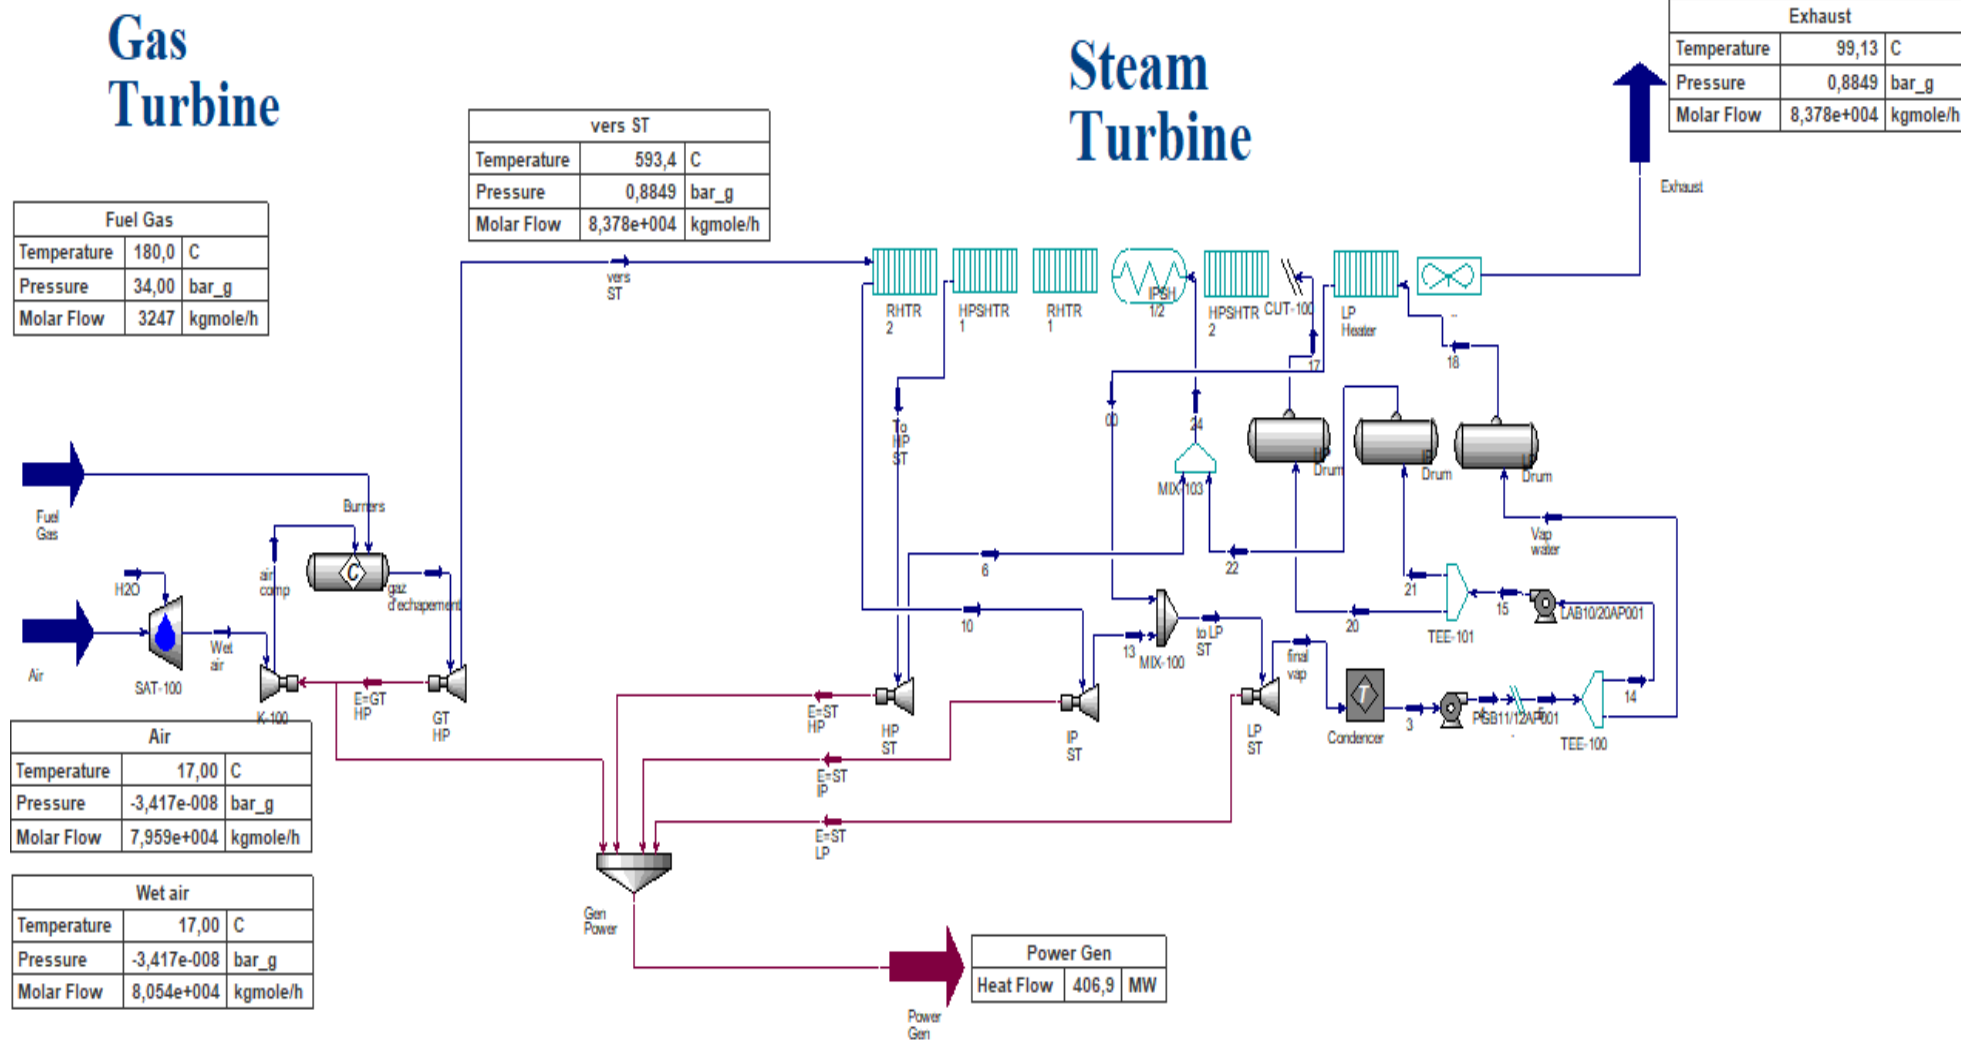 Gas
Turbine
Steam
Turbine
Exhaust
Temperature 99,13 C
Pressure 0,8849 bar_g
Molar Flow 8,378e+004 kgmole/h
Exhaust
vers ST
Temperature 593,4 C
Pressure 0,8849 bar_g
Molar Flow 8,378e+004 kgmole/h
Fuel Gas
Temperature 180,0 C
Pressure 34,00 bar_g
Molar Flow 3247 kgmole/h
vers
ST
RHTR
2
HPSHTR
1
RHTR
1
IPSH
1/2
HPSHTR
2
CUT-100
LP
Heater
17
18
00
24
To
HP
ST
MIX-103
Drum
Drum
Drum
Fuel
Gas
Burners
Vap
water
H2O
air
comp
C
gaz
d'echapement
6
22
21
20
15
LAB10/20AP001
TEE-101
10
13
MIX-100
to LP
ST
final
vap
Air
SAT-100
Wet
air
K-100
E=GT
HP
GT
HP
E=ST
HP
HP
ST
IP
ST
LP
ST
T
Condencer
3
PGB11/12AP001
TEE-100
14
E=ST
IP
E=ST
LP
Air
Temperature 17,00 C
Pressure -3,417e-008 bar_g
Molar Flow 7,959e+004 kgmole/h
Wet air
Temperature 17,00 C
Pressure -3,417e-008 bar_g
Molar Flow 8,054e+004 kgmole/h
Gen
Power
Power Gen
Heat Flow 406,9 MW
Power
Gen